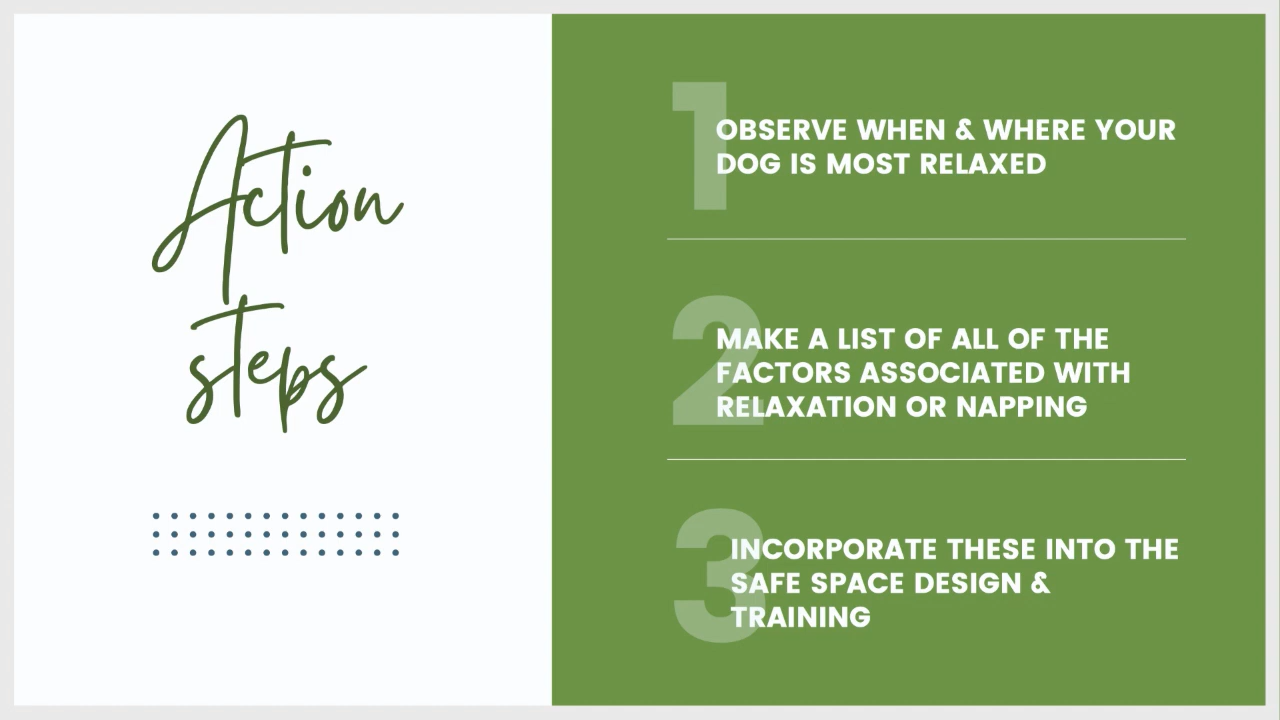 Action
steps
1
OBSERVE WHEN & WHERE YOUR
DOG IS MOST RELAXED
2
MAKE A LIST OF ALL OF THE
FACTORS ASSOCIATED WITH
RELAXATION OR NAPPING
3
INCORPORATE THESE INTO THE
SAFE SPACE DESIGN &
TRAINING